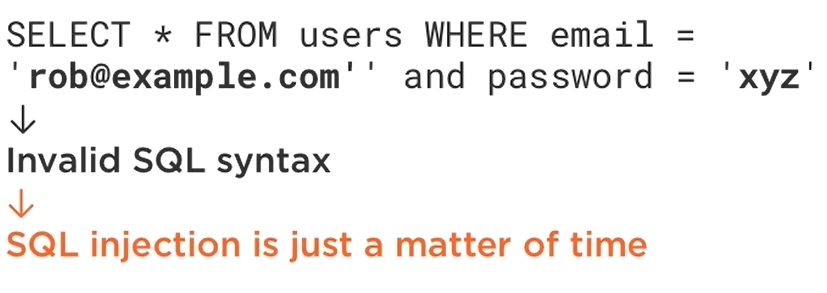 SELECT * FROM users WHERE email =
'rob@example.com'' and password = 'xyz'
↓
Invalid SQL syntax
↓
SQL injection is just a matter of time